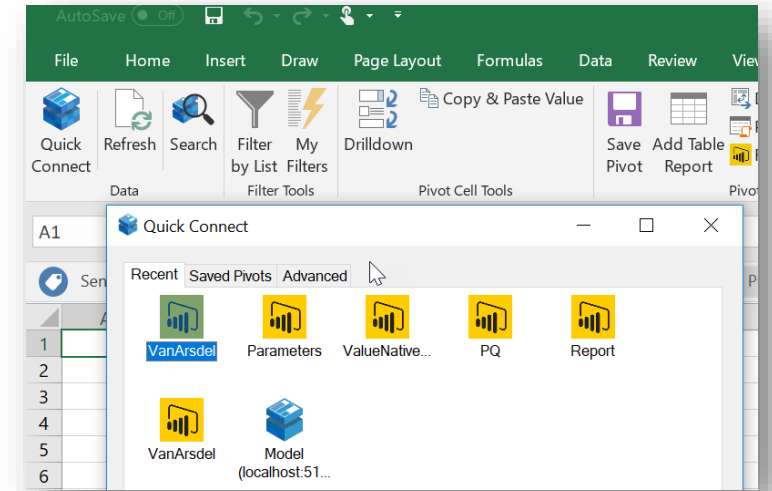 AutoSave Off
File Home Insert Draw Page Layout Formulas Data Review
Quick Connect
Refresh
Search
Filter by List
My Filters
Drilldown
Copy & Paste Value
Save Pivot
Add Table Report
Data
Filter Tools
Pivot Cell Tools
A1
Quick Connect
Recent Saved Pivots Advanced
VanArsdel Parameters ValueNative... PQ Report
VanArsdel
Model
(localhost:51...
1
2
3
4
5
6